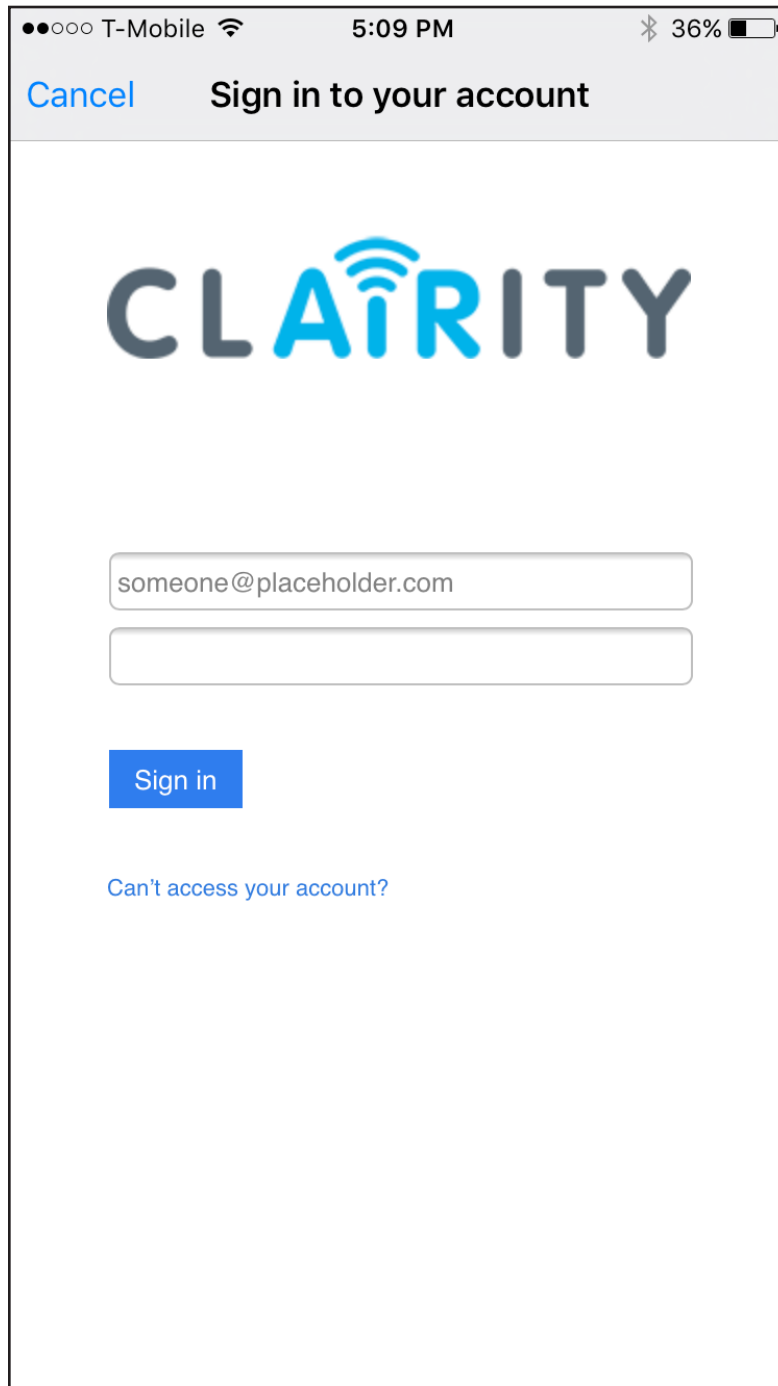 T-Mobile 5:09 PM 36%
Cancel Sign in to your account
CLAIRITY
someone@placeholder.com
Sign in
Can’t access your account?